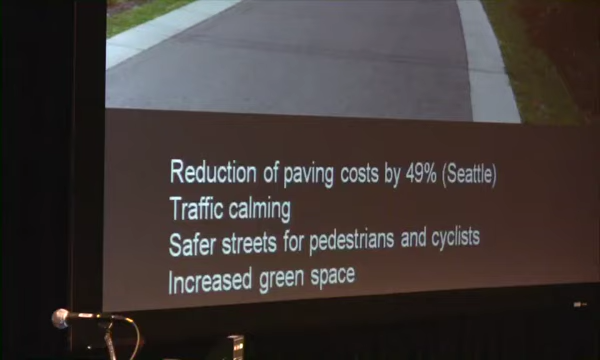 Reduction of paving costs by 49% (Seattle)
Traffic calming
Safer streets for pedestrians and cyclists
Increased green space